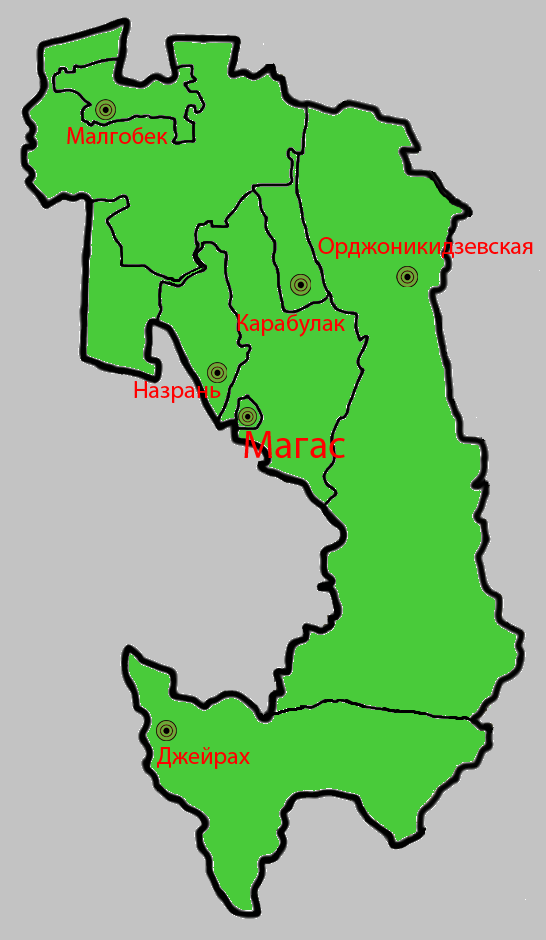 Малгобек
Орджоникидзевская
Карабулак
Назрань
Магас
Джейрах